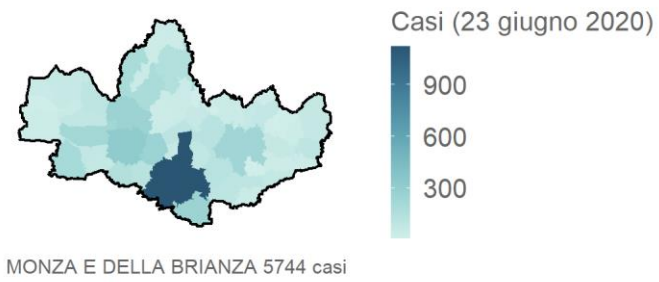 Casi (23 giugno 2020)
900
600
300
MONZA E DELLA BRIANZA 5744 casi